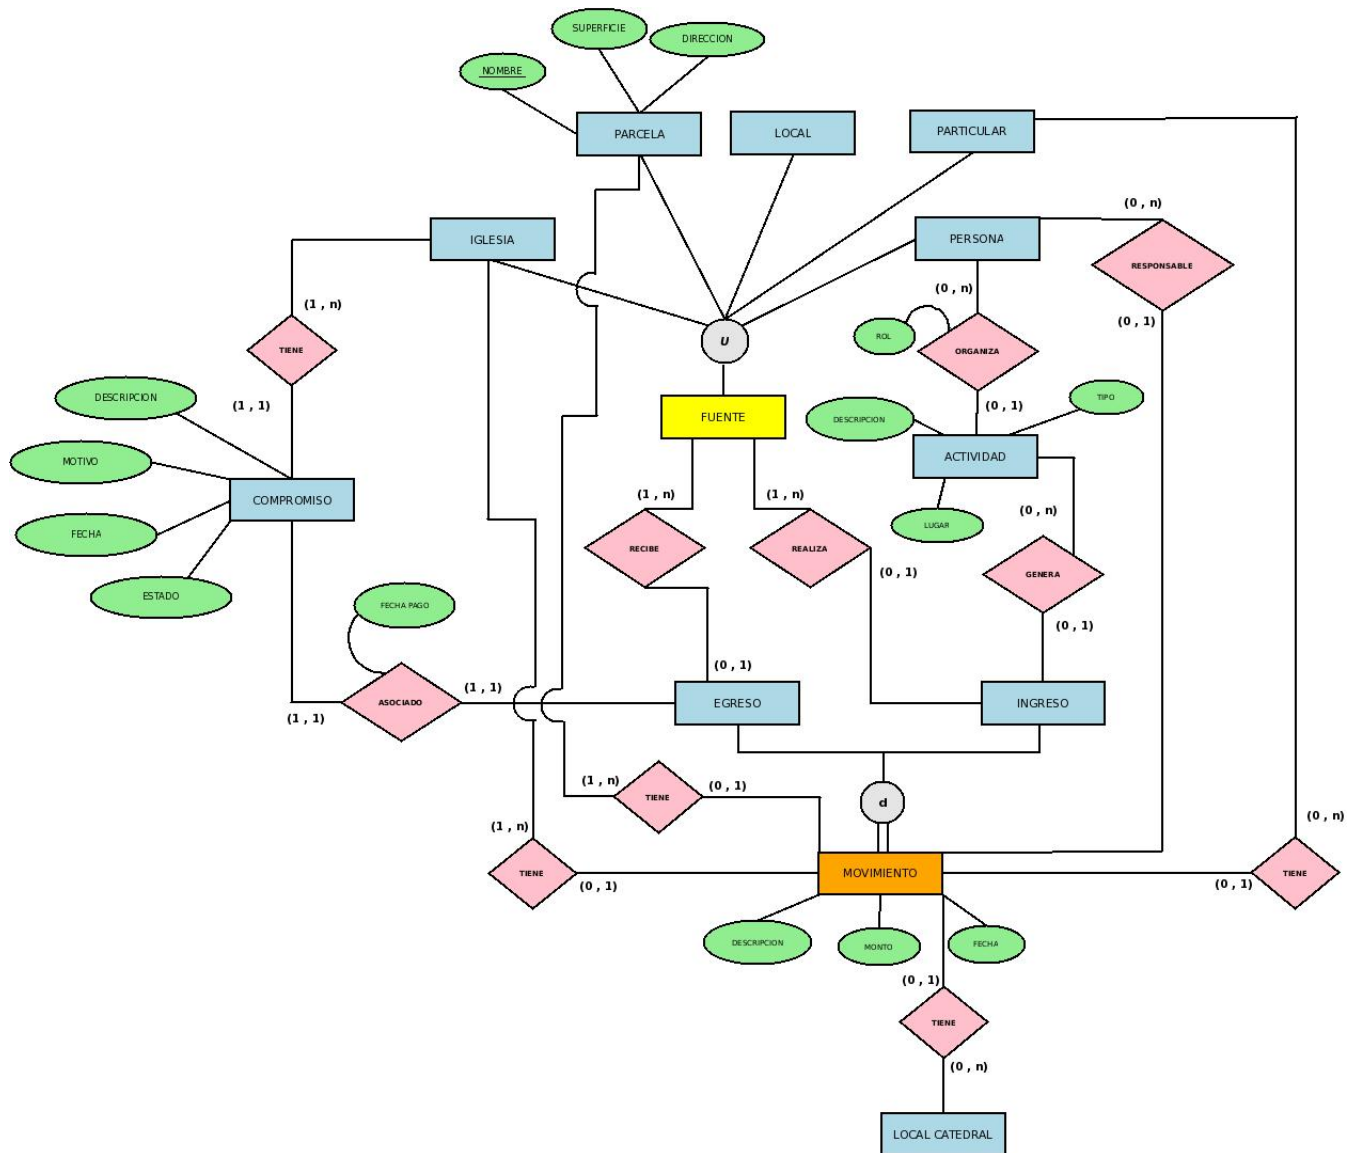 SUPERFICIE
DIRECCION
NOMBRE
PARCELA
LOCAL
PARTICULAR
(0 , n)
IGLESIA
PERSONA
RESPONSABLE
(0 , n)
(1 , n)
(0 , 1)
ROL
U
TIENE
ORGANIZA
DESCRIPCION
TIPO
(1 , 1)
(0 , 1)
FUENTE
DESCRIPCION
MOTIVO
ACTIVIDAD
COMPROMISO
(1 , n)
(1 , n)
(0 , n)
LUGAR
FECHA
RECIBE
REALIZA
(0 , 1)
GENERA
ESTADO
FECHA PAGO
(0 , 1)
(0 , 1)
(1 , 1)
ASOCIADO
EGRESO
INGRESO
(1 , 1)
(1 , n)
(0 , 1)
TIENE
d
(0 , n)
(1 , n)
TIENE
(0 , 1)
MOVIMIENTO
(0 , 1)
TIENE
DESCRIPCION
MONTO
FECHA
(0 , 1)
TIENE
(0 , n)
LOCAL CATEDRAL